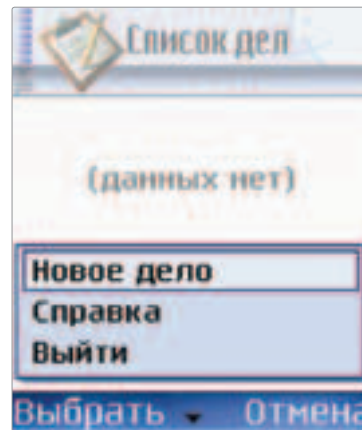 Список дел
(данных нет)
Новое дело
Справка
Выйти
Выбрать Отмена